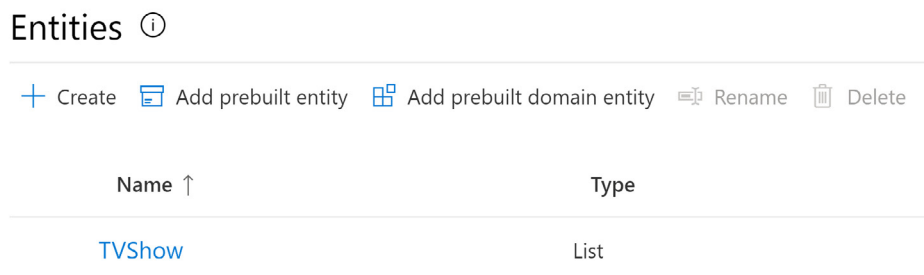 Entities
Create Add prebuilt entity Add prebuilt domain entity Rename Delete
Name ↑ Type
TVShow List